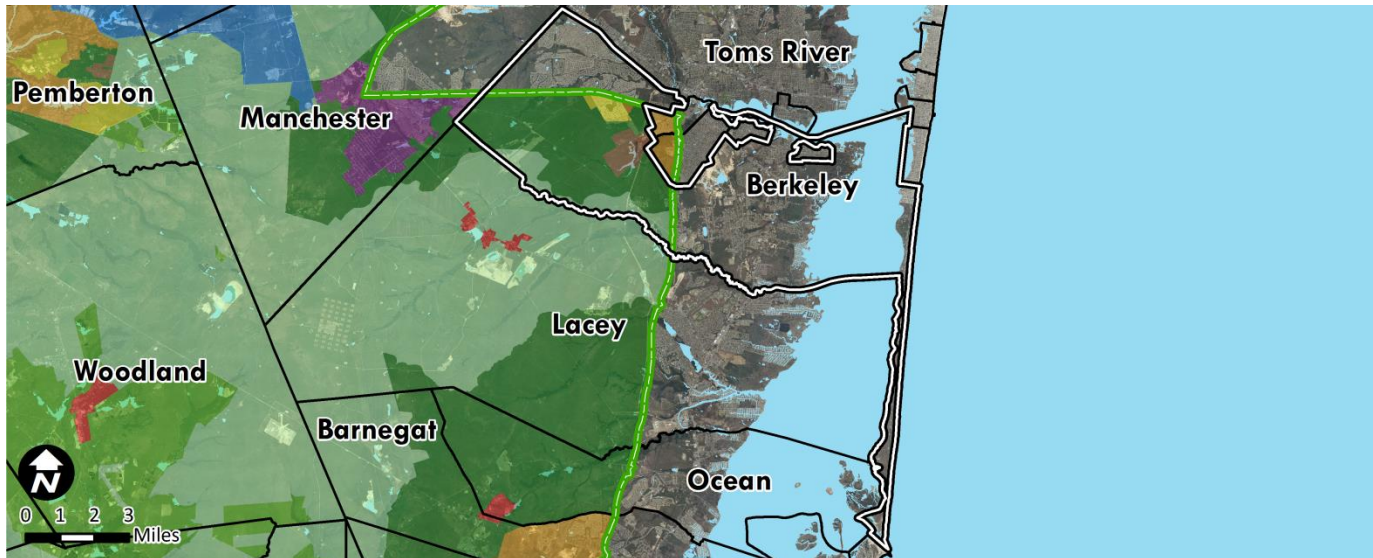 Toms River
Pemberton
Manchester
Berkeley
Lacey
Woodland
Barnegat
Ocean
N
0 1 2 3
Miles